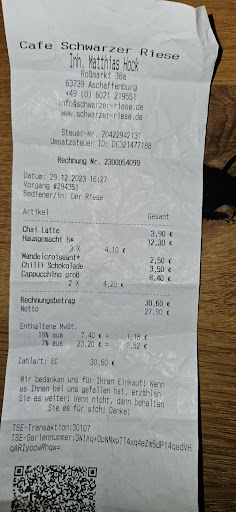 Cafe Schwarzer Riese
Inh. Matthias Hock
Roßmarkt 36a
63739 Aschaffenburg
+49 (0) 6021 219551
info@schwarzer-riese.de
www.schwarzer-riese.de
Steuer-Nr. 20422942131
Umsatzsteuer ID: DE321477188
Rechnung Nr. 2300054099
Datum: 29.12.2023 16:27
Vorgang #294351
Bediener/in: Der Riese
Artikel Gesamt
Chai Latte 3,90 €
Hausgemacht 5* 12,30 €
3 X 4,10 €
Mandelcroissant* 2,50 €
Chilli Schokolade 3,50 €
Cappucchino groß 8,40 €
2 X 4,20 €
Rechnungsbetrag 30,60 €
Netto 27,90 €
Enthaltene MwSt.
19% aus 7,40 € = 1,18 €
7% aus 23,20 € = 1,52 €
Zahlart: EC 30,60 €
Wir bedanken uns für Ihren Einkauf! Wenn
es Ihnen bei uns gefallen hat, erzählen
Sie es weiter! Wenn nicht, dann behalten
Sie es für sich! Danke!
TSE-Transaktion:30107